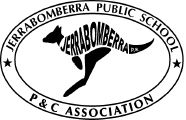 JERRABOMBERRA PUBLIC SCHOOL
JERRABOMBERRA P.S.
P & C ASSOCIATION